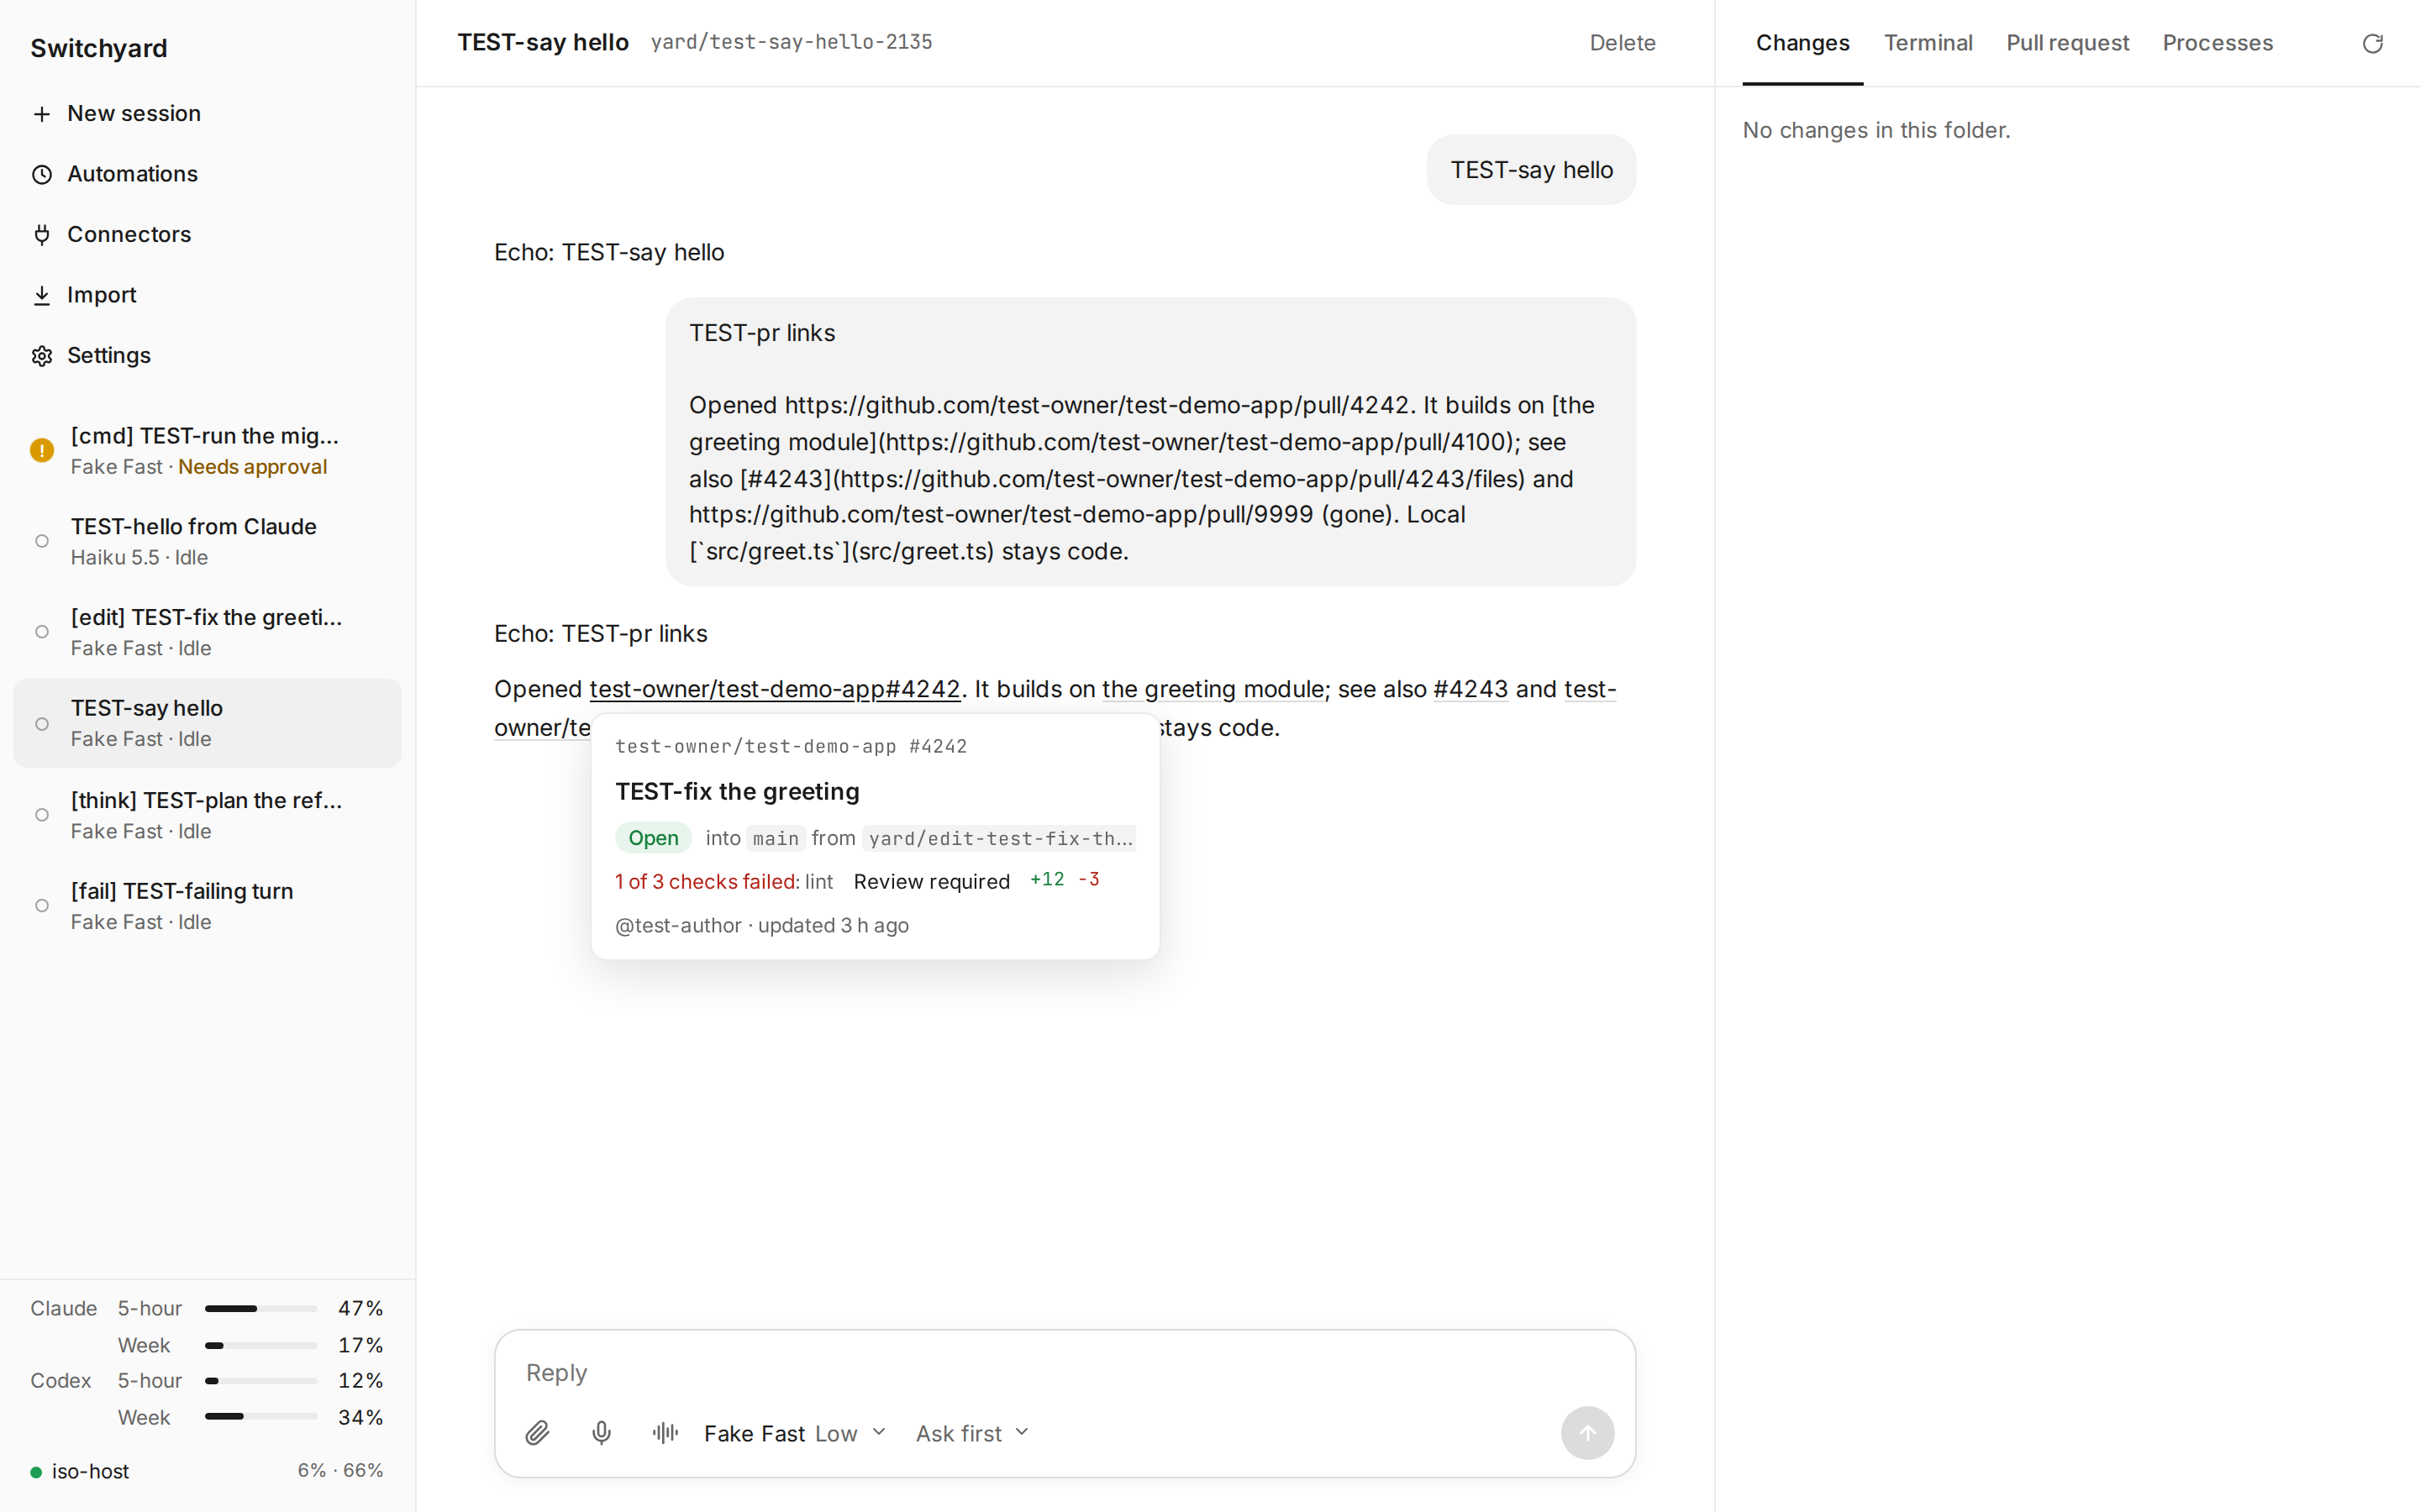 Switchyard
New session
Automations
Connectors
Import
Settings
[cmd] TEST-run the mig...
Fake Fast · Needs approval
TEST-hello from Claude
Haiku 5.5 · Idle
[edit] TEST-fix the greeti...
Fake Fast · Idle
TEST-say hello
Fake Fast · Idle
[think] TEST-plan the ref...
Fake Fast · Idle
[fail] TEST-failing turn
Fake Fast · Idle
Claude 5-hour 47%
Week 17%
Codex 5-hour 12%
Week 34%
iso-host 6% · 66%
TEST-say hello yard/test-say-hello-2135 Delete
TEST-say hello
Echo: TEST-say hello
TEST-pr links
Opened https://github.com/test-owner/test-demo-app/pull/4242. It builds on [the
greeting module](https://github.com/test-owner/test-demo-app/pull/4100); see
also [#4243](https://github.com/test-owner/test-demo-app/pull/4243/files) and
https://github.com/test-owner/test-demo-app/pull/9999 (gone). Local
[`src/greet.ts`](src/greet.ts) stays code.
Echo: TEST-pr links
Opened test-owner/test-demo-app#4242. It builds on the greeting module; see also #4243 and test-
owner/te stays code.
test-owner/test-demo-app #4242
TEST-fix the greeting
Open into main from yard/edit-test-fix-th...
1 of 3 checks failed: lint Review required +12 -3
@test-author · updated 3 h ago
Reply
Fake Fast Low Ask first
Changes Terminal Pull request Processes
No changes in this folder.